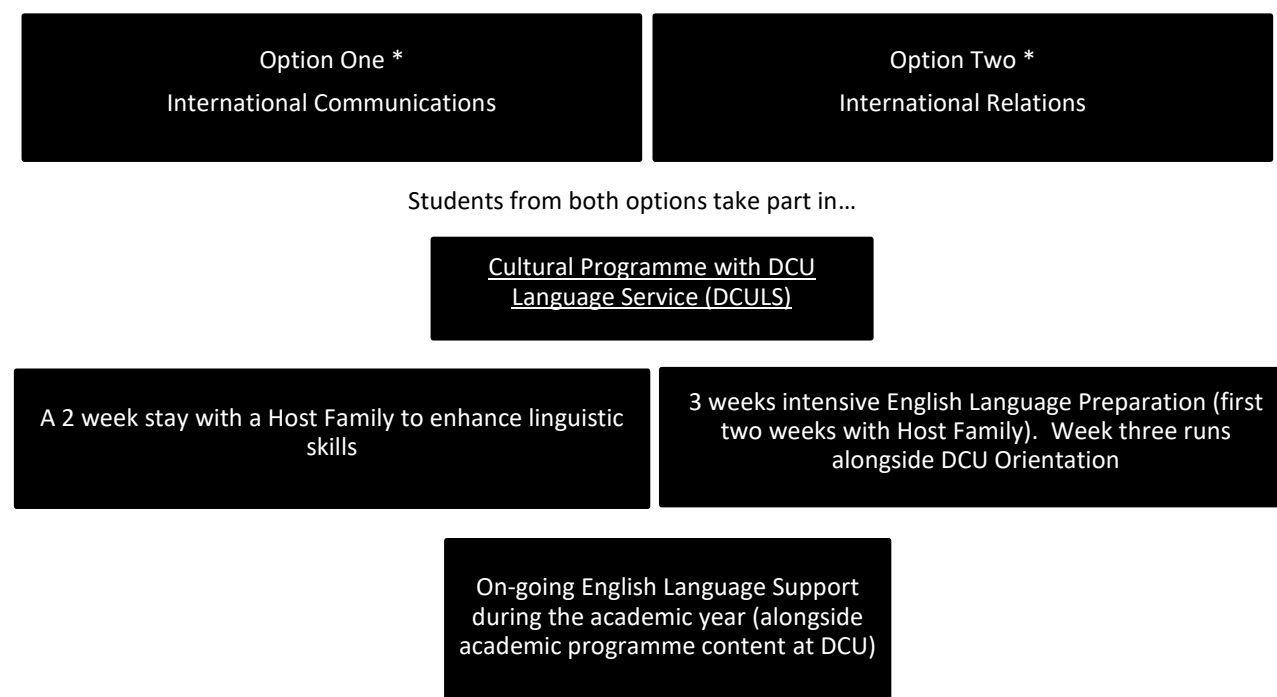 Option One *
International Communications
Option Two *
International Relations
Students from both options take part in…
Cultural Programme with DCU
Language Service (DCULS)
A 2 week stay with a Host Family to enhance linguistic
skills
3 weeks intensive English Language Preparation (first
two weeks with Host Family).  Week three runs
alongside DCU Orientation
On-going English Language Support
during the academic year (alongside
academic programme content at DCU)